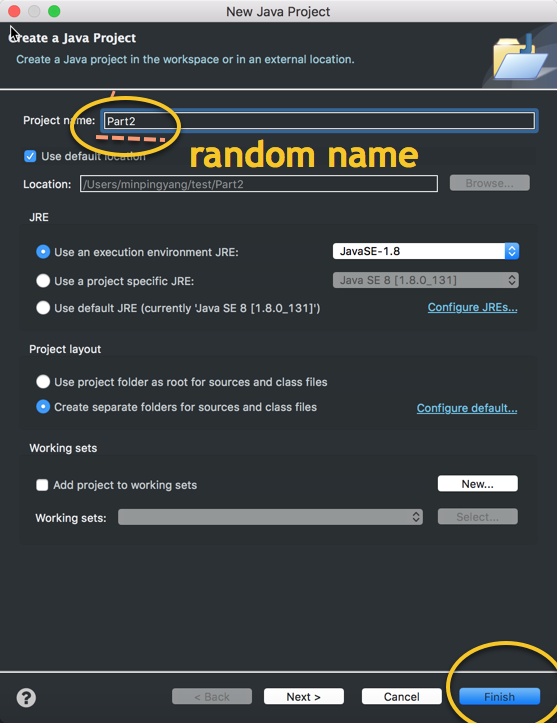 New Java Project
Create a Java Project
Create a Java project in the workspace or in an external location.
Project name: Part2
Use default location
random name
Location: /Users/minpingyang/test/Part2 Browse...
JRE
Use an execution environment JRE: JavaSE-1.8
Use a project specific JRE: Java SE 8 [1.8.0_131]
Use default JRE (currently 'Java SE 8 [1.8.0_131]') Configure JREs...
Project layout
Use project folder as root for sources and class files
Create separate folders for sources and class files Configure default...
Working sets
Add project to working sets New...
Working sets: Select...
? < Back Next > Cancel Finish